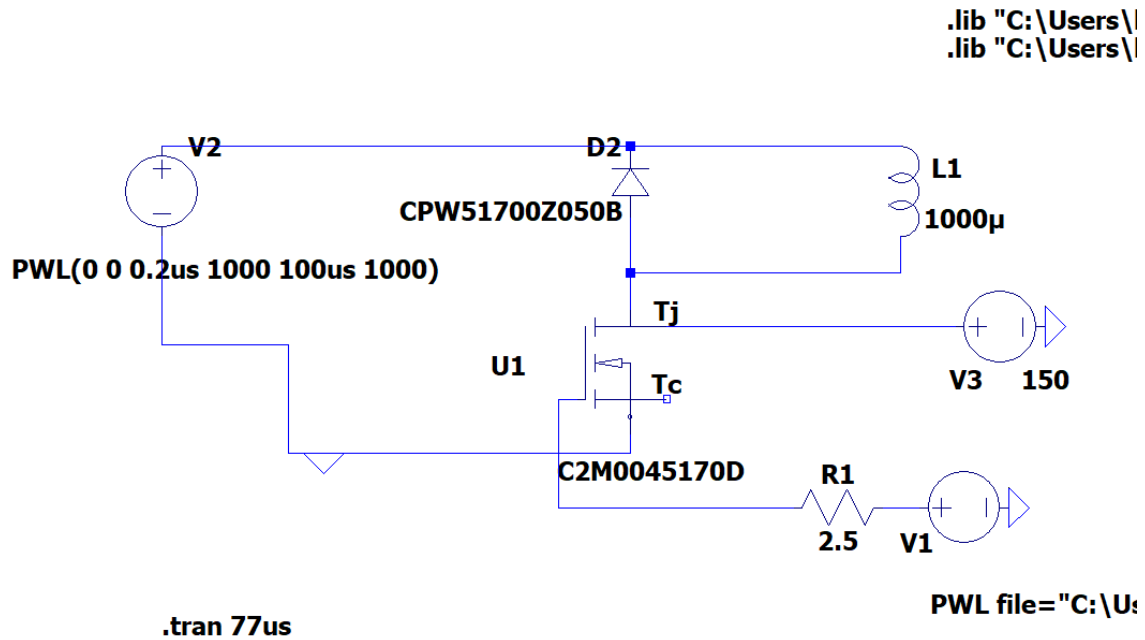 .lib "C:\Users\
.lib "C:\Users\
V2
D2
L1
CPW51700Z050B
1000µ
PWL(0 0 0.2us 1000 100us 1000)
Tj
U1
Tc
V3 150
C2M0045170D
R1
2.5
V1
PWL file="C:\Us
.tran 77us